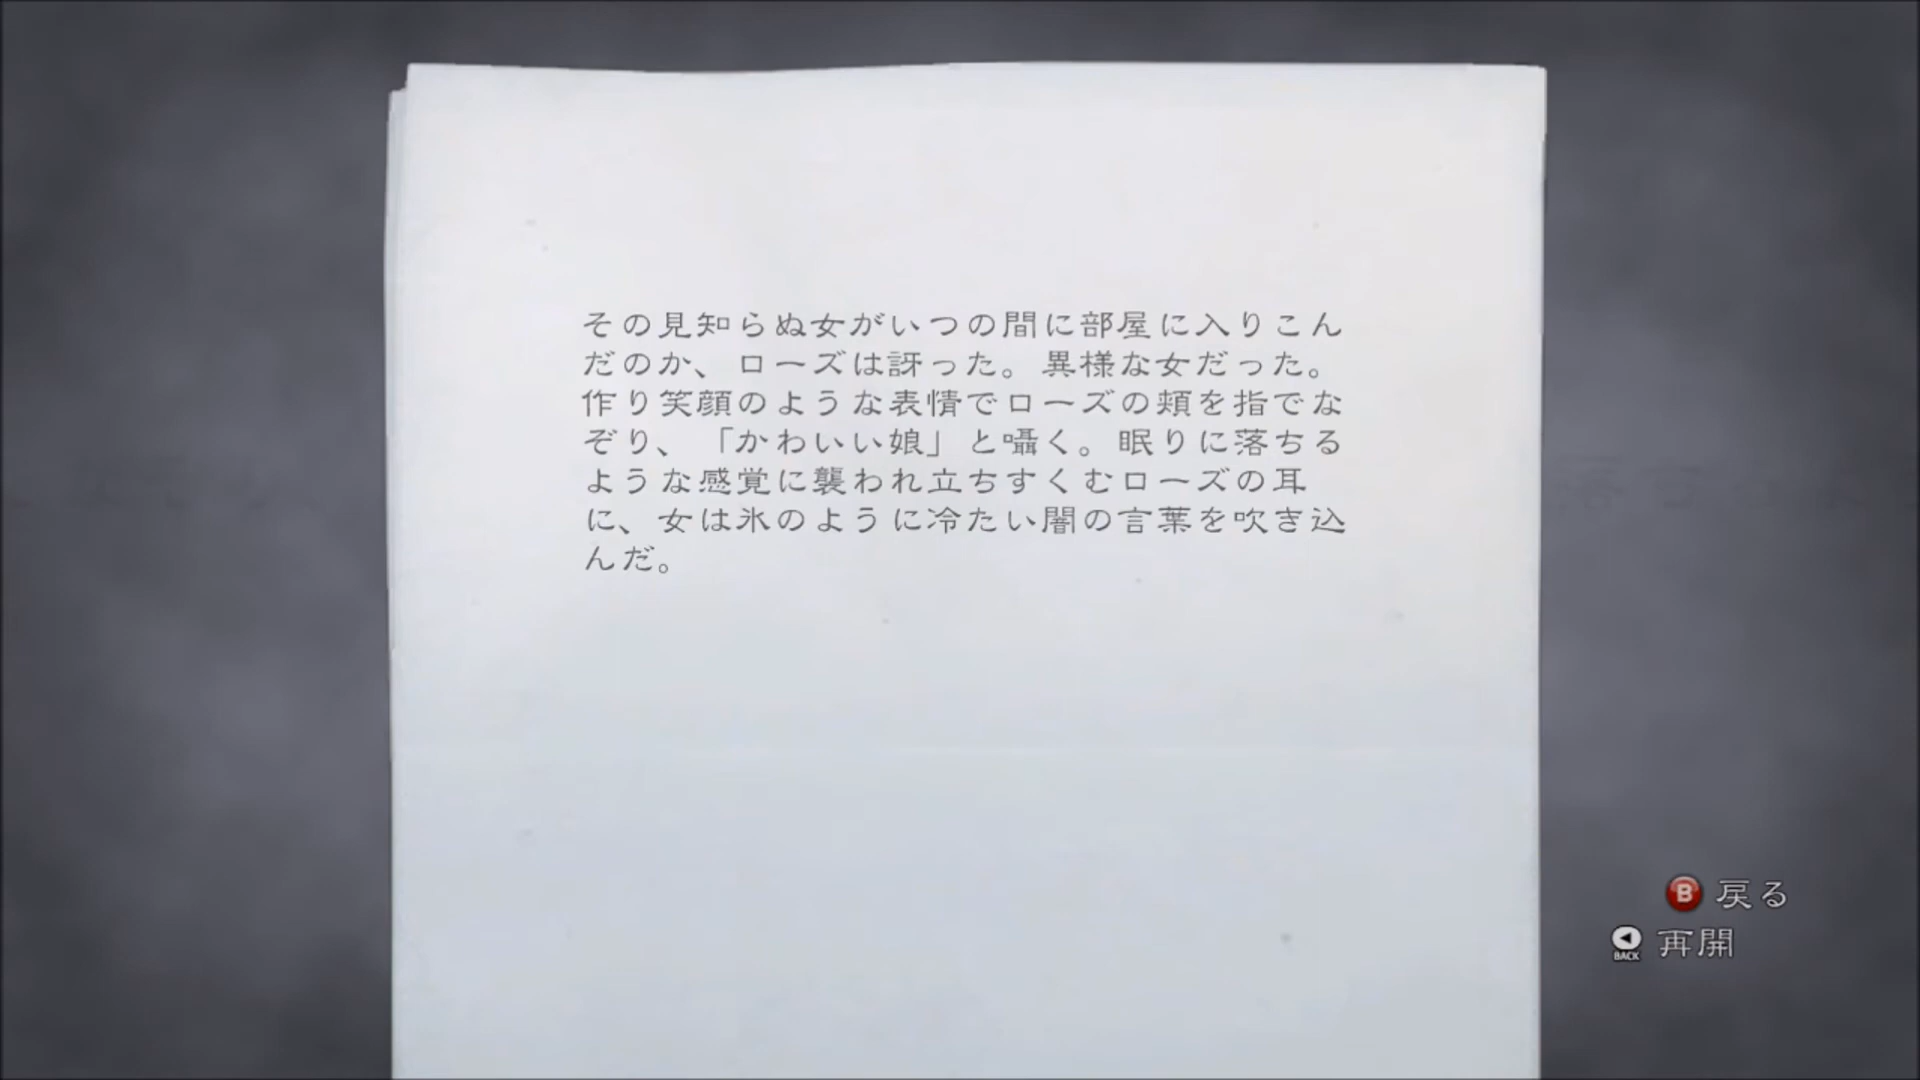 その見知らぬ女がいつの間に部屋に入りこん
だのか、ローズは訝った。異様な女だった。
作り笑顔のような表情でローズの頬を指でな
ぞり、「かわいい娘」と囁く。眠りに落ちる
ような感覚に襲われ立ちすくむローズの耳
に、女は氷のように冷たい闇の言葉を吹き込
んだ。
B 戻る
BACK 再開